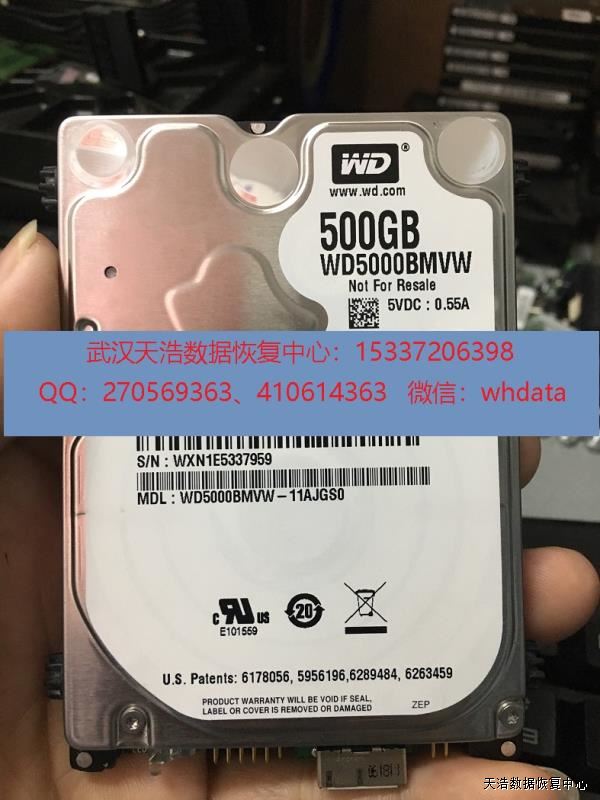 WD®
www.wd.com
500GB
WD5000BMVW
Not For Resale
5VDC : 0.55A
武汉天浩数据恢复中心：15337206398
QQ：270569363、410614363 微信：whdata
S/N : WXN1E5337959
MDL : WD5000BMVW-11AJGS0
c RU US
E101559
20
U.S. Patents: 6178056, 5956196,6289484, 6263459
PRODUCT WARRANTY WILL BE VOID IF SEAL,
LABEL OR COVER IS REMOVED OR DAMAGED
ZEP
天浩数据恢复中心